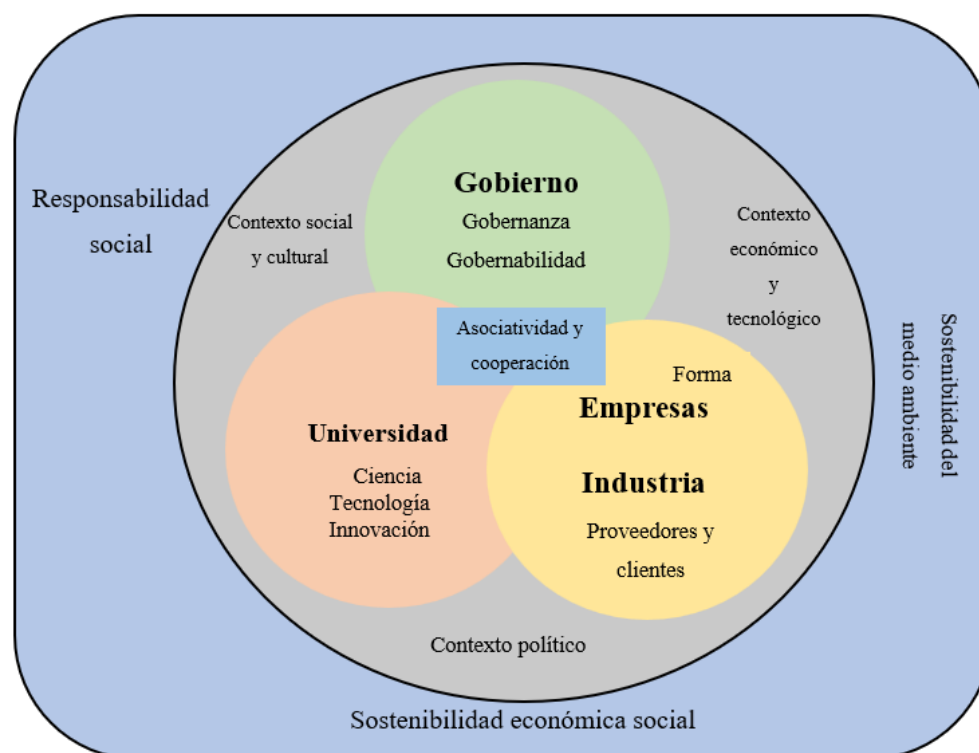 Gobierno
Gobernanza
Gobernabilidad
Responsabilidad
social
Contexto social
y cultural
Contexto
económico
y
tecnológico
Asociatividad y
cooperación
Sostenibilidad del
medio ambiente
Forma
Empresas
Industria
Proveedores y
clientes
Universidad
Ciencia
Tecnología
Innovación
Contexto político
Sostenibilidad económica social